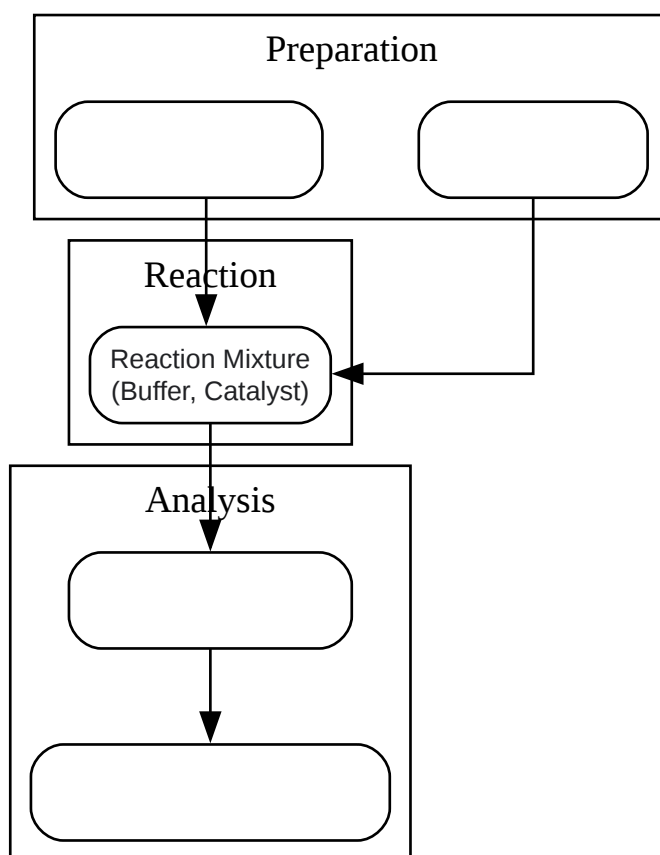 Preparation
Reaction
Reaction Mixture
(Buffer, Catalyst)
Analysis